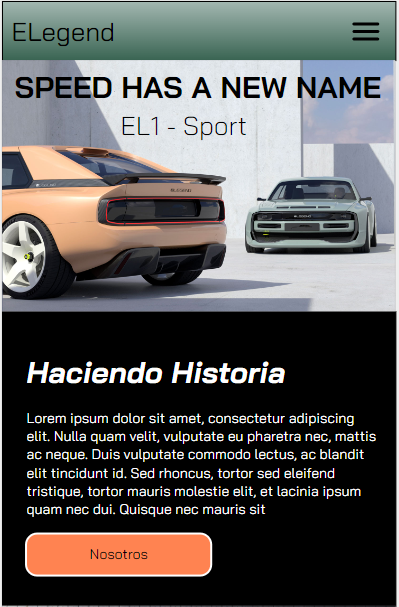 ELegend
SPEED HAS A NEW NAME
EL1 - Sport
ELEGEND
Haciendo Historia
Lorem ipsum dolor sit amet, consectetur adipiscing
elit. Nulla quam velit, vulputate eu pharetra nec, mattis
ac neque. Duis vulputate commodo lectus, ac blandit
elit tincidunt id. Sed rhoncus, tortor sed eleifend
tristique, tortor mauris molestie elit, et lacinia ipsum
quam nec dui. Quisque nec mauris sit
Nosotros